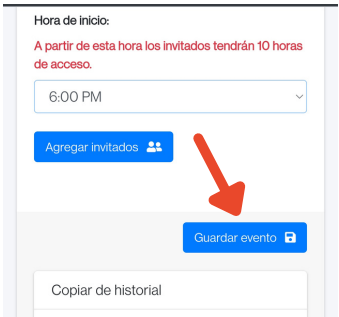 Hora de inicio:
A partir de esta hora los invitados tendrán 10 horas
de acceso.
6:00 PM
Agregar invitados
Guardar evento
Copiar de historial